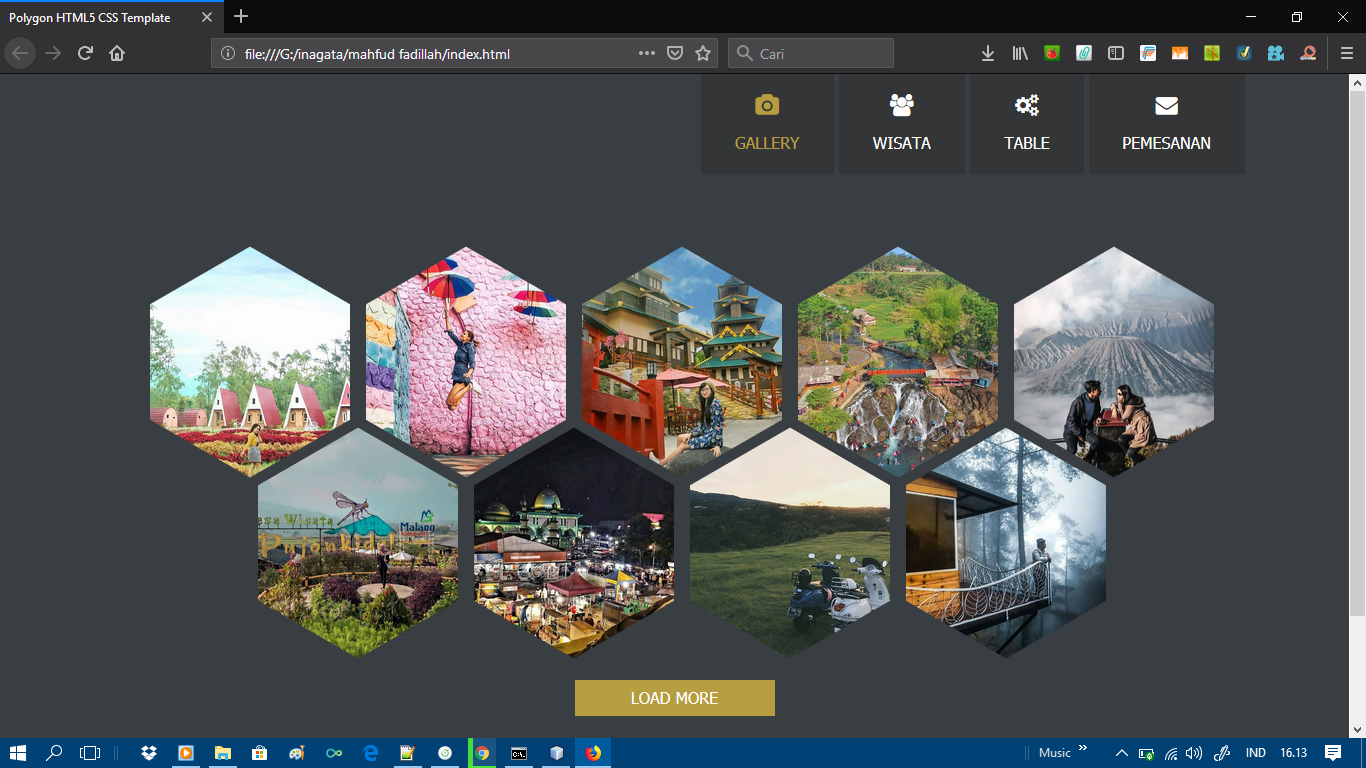 Polygon HTML5 CSS Template
file:///G:/inagata/mahfud fadillah/index.html
Cari
GALLERY
WISATA
TABLE
PEMESANAN
esa Wisata
Pujonkidul
Malang
LOAD MORE
Music
IND
16.13